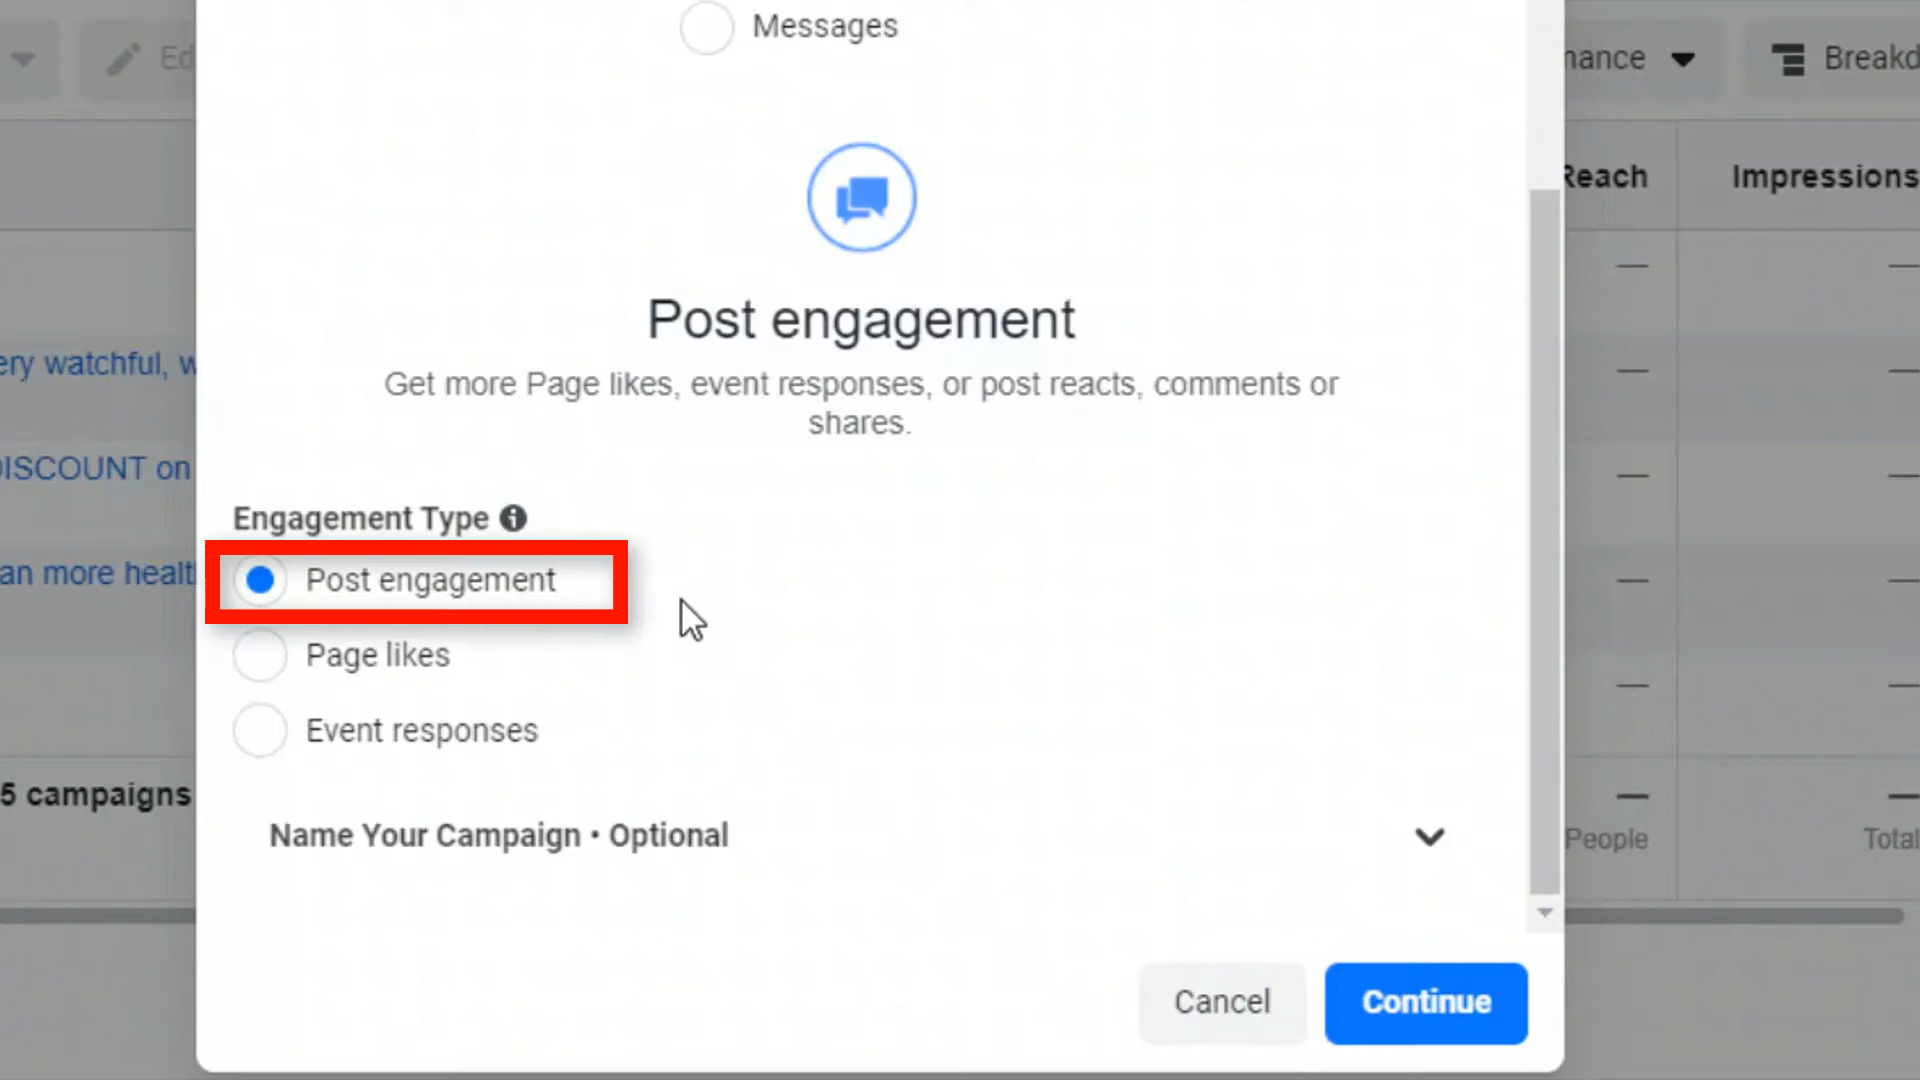 Messages
Ed
mance
Breakd
Post engagement
Get more Page likes, event responses, or post reacts, comments or
shares.
Reach
Impressions
ery watchful, w
DISCOUNT on
an more healt
Engagement Type
Post engagement
Page likes
Event responses
5 campaigns
Name Your Campaign • Optional
—
—
—
—
—
—
—
—
—
—
—
—
People
Total
Cancel
Continue